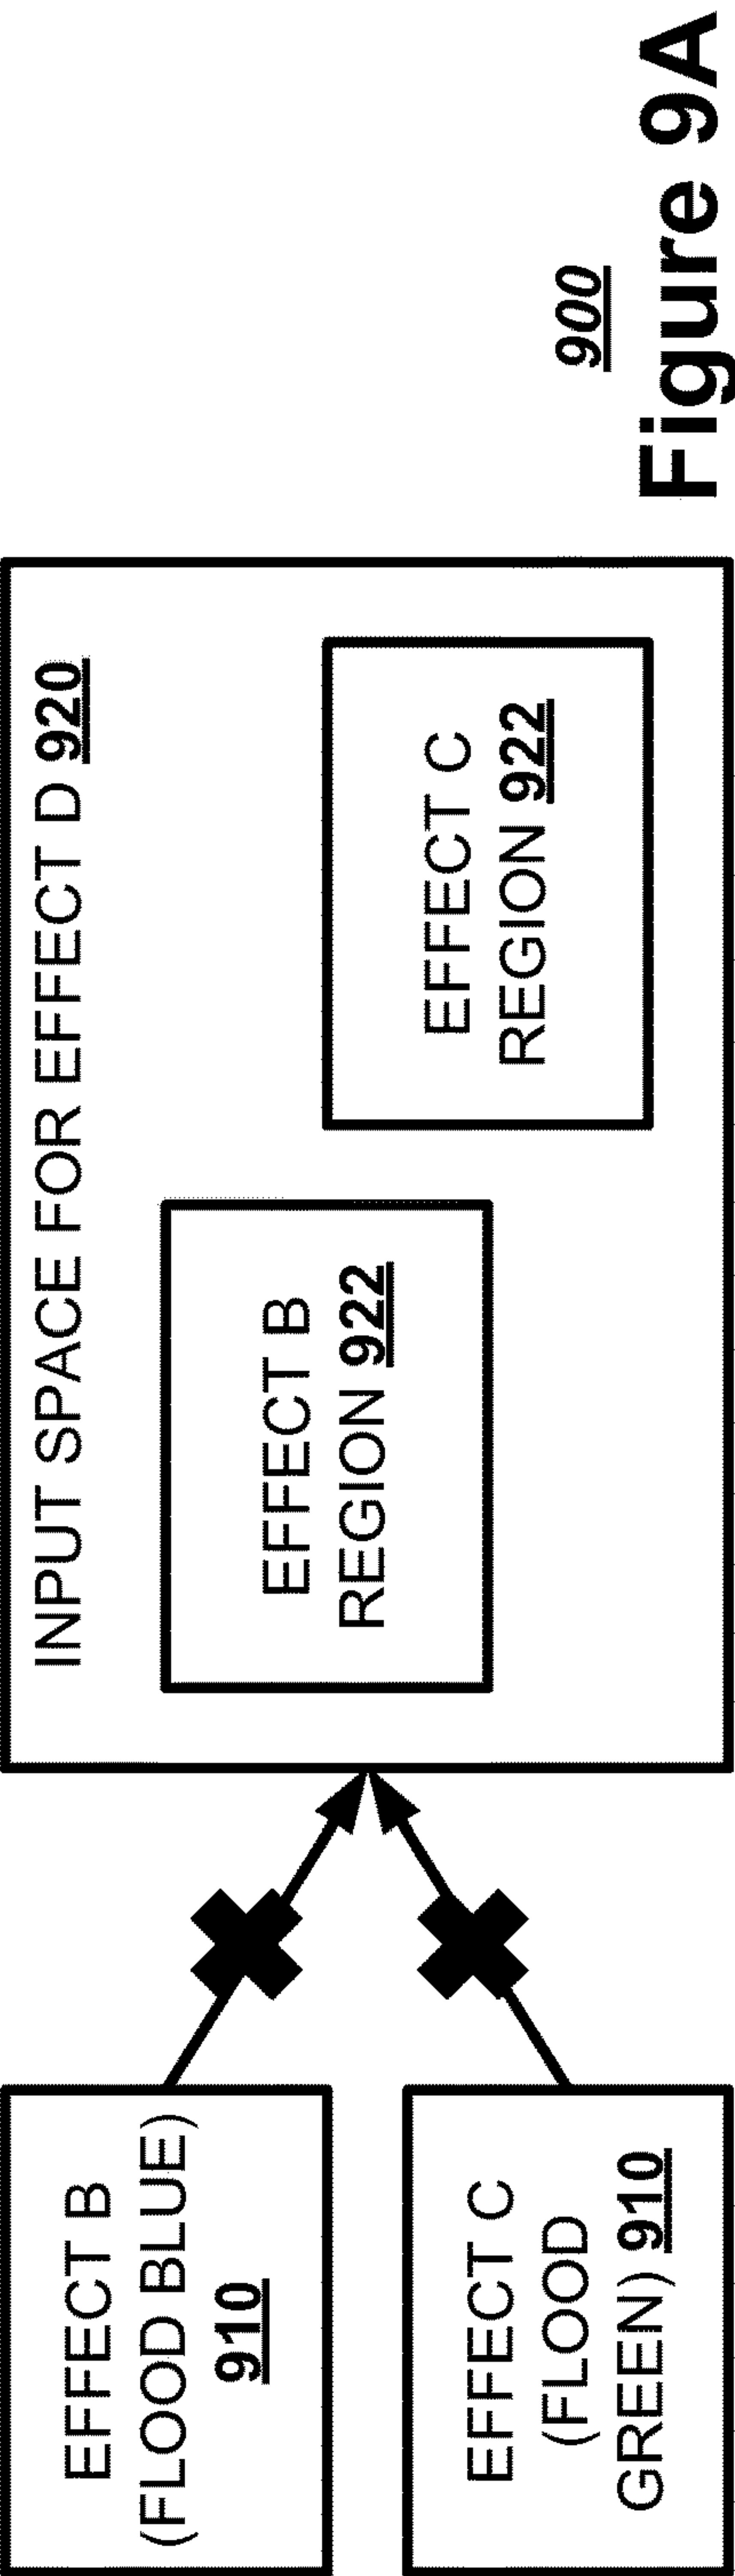 EFFECT B
(FLOOD BLUE)
910
EFFECT C
(FLOOD
GREEN) 910
INPUT SPACE FOR EFFECT D 920
EFFECT B
REGION 922
EFFECT C
REGION 922
900
Figure 9A